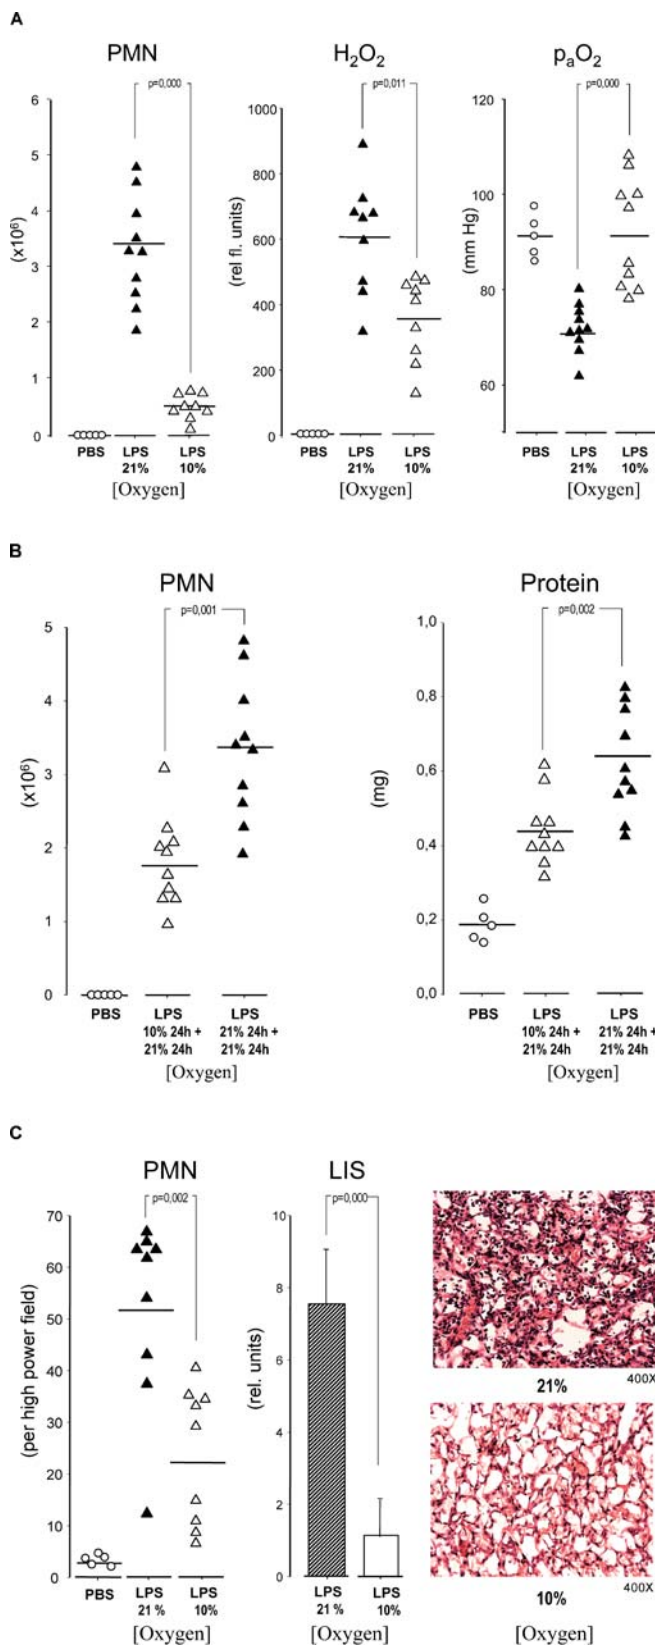 A
PMN
H₂O₂
pₐO₂
p=0,000
p=0,011
p=0,000
(x10⁶)
6
5
4
3
2
1
0
PBS
LPS
21%
LPS
10%
[Oxygen]
(rel fl. units)
1000
800
600
400
200
0
PBS
LPS
21%
LPS
10%
[Oxygen]
(mm Hg)
120
100
80
60
PBS
LPS
21%
LPS
10%
[Oxygen]
B
PMN
Protein
p=0,001
p=0,002
(x10⁶)
5
4
3
2
1
0
PBS
LPS
10% 24h +
21% 24h
LPS
21% 24h +
21% 24h
[Oxygen]
(mg)
1,0
0,8
0,6
0,4
0,2
0,0
PBS
LPS
10% 24h +
21% 24h
LPS
21% 24h +
21% 24h
[Oxygen]
C
PMN
LIS
p=0,002
p=0,000
(per high power field)
70
60
50
40
30
20
10
0
PBS
LPS
21 %
LPS
10%
[Oxygen]
(rel. units)
10
8
6
4
2
0
LPS
21 %
LPS
10%
[Oxygen]
400X
21%
400X
10%
[Oxygen]